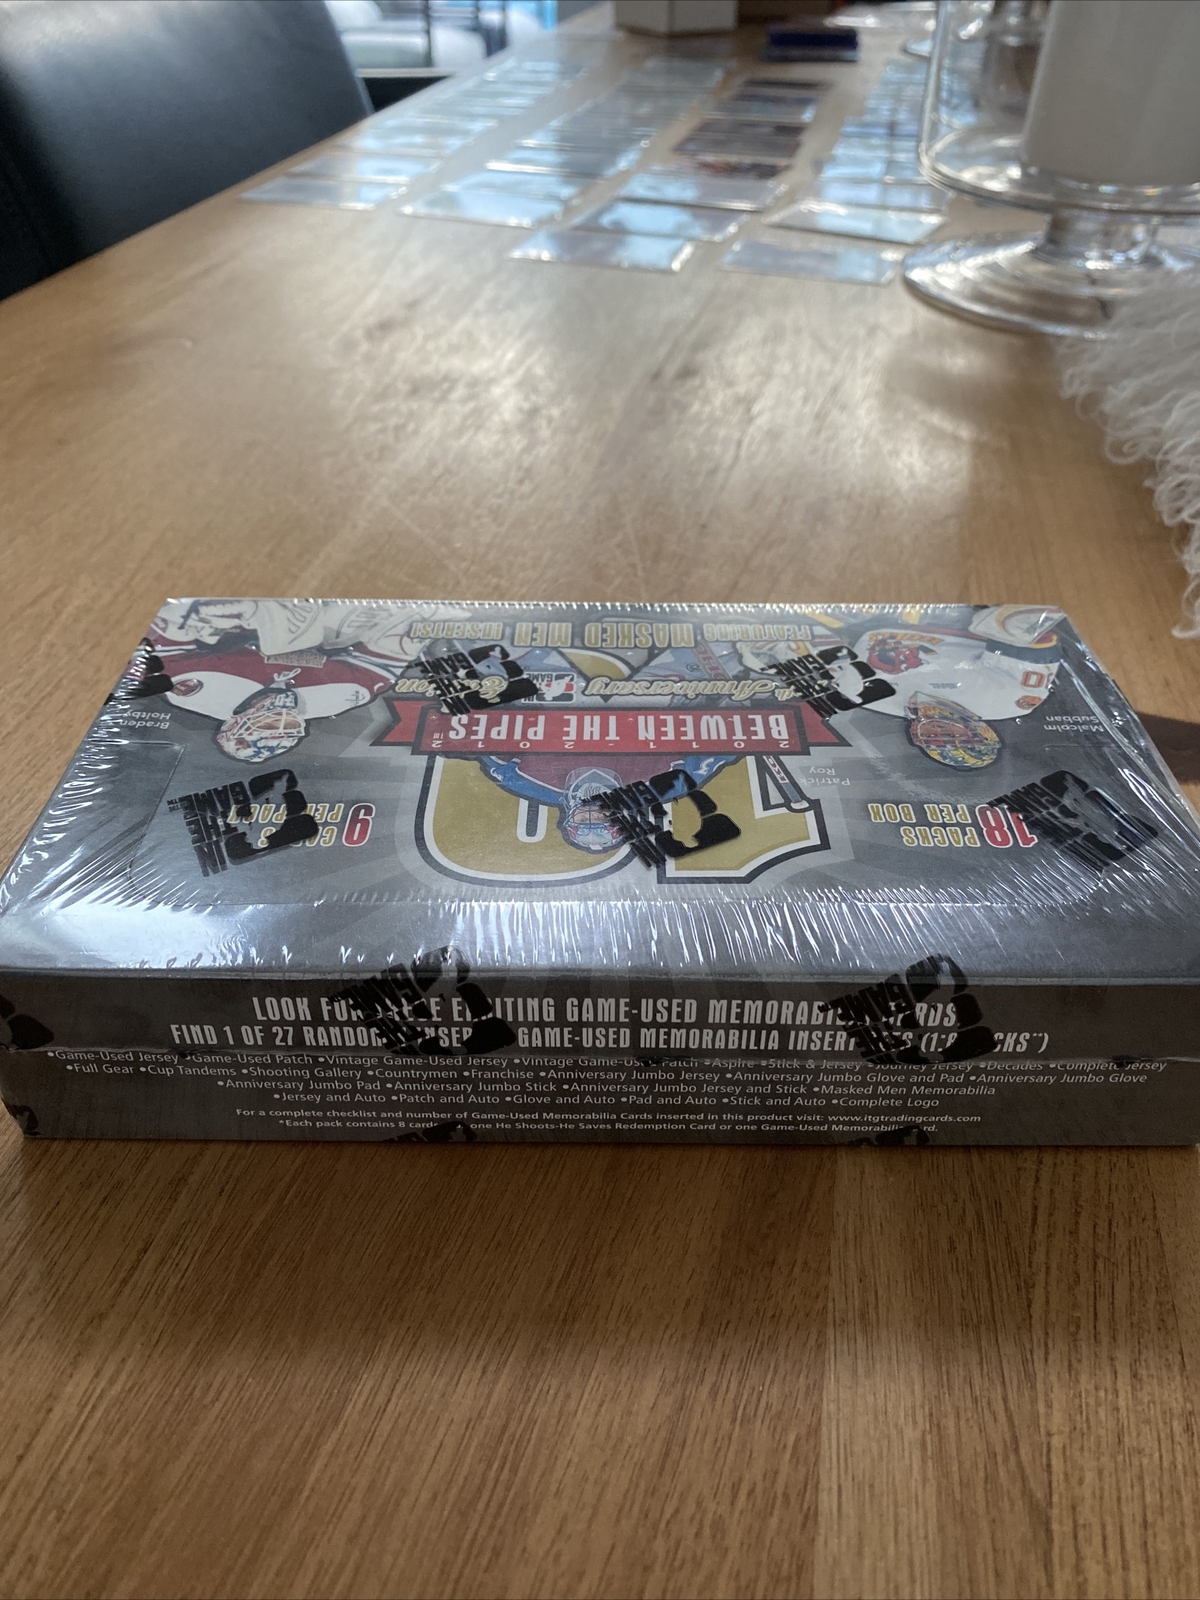 FEATURING MASKED MEN INSERTS!
10th Anniversary Edition
BETWEEN THE PIPES™
2011-2012
Malcolm
Subban
Patrick
Roy
Braden
Holtby
18 PACKS
PER BOX
9
PER PACK
IN
THE
GAME™
LOOK FOR THESE EXCITING GAME-USED MEMORABILIA CARDS
FIND 1 OF 27 RANDOMLY INSERTED GAME-USED MEMORABILIA INSERT
•Game-Used Jersey •Game-Used Patch •Vintage Game-Used Jersey •Vintage Game-Used Patch •Aspire •Stick & Jersey •Journey Jersey •Decades •Complete Jersey
•Full Gear •Cup Tandems •Shooting Gallery •Countrymen •Franchise •Anniversary Jumbo Jersey •Anniversary Jumbo Glove and Pad •Anniversary Jumbo Glove
•Anniversary Jumbo Pad •Anniversary Jumbo Stick •Anniversary Jumbo Jersey and Stick •Masked Men Memorabilia
•Jersey and Auto •Patch and Auto •Glove and Auto •Pad and Auto •Stick and Auto •Complete Logo
For a complete checklist and number of Game-Used Memorabilia Cards inserted in this product visit: www.itgtradingcards.com
*Each pack contains 8 cards one He Shoots-He Saves Redemption Card or one Game-Used Memorabilia Card.